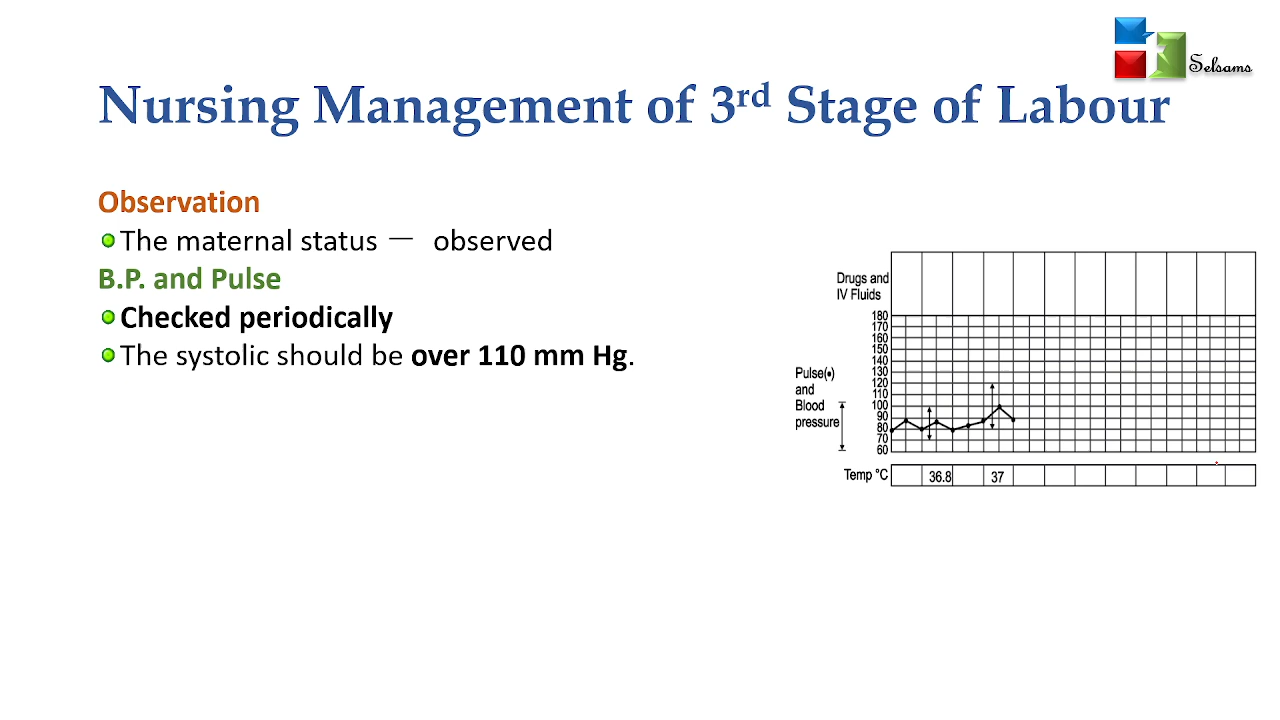 Selsams
Nursing Management of 3rd Stage of Labour
Observation
The maternal status — observed
B.P. and Pulse
Checked periodically
The systolic should be over 110 mm Hg.
Drugs and
IV Fluids
180
170
160
150
140
130
120
110
100
90
80
70
60
Pulse(•)
and
Blood
pressure
Temp °C
36.8
37